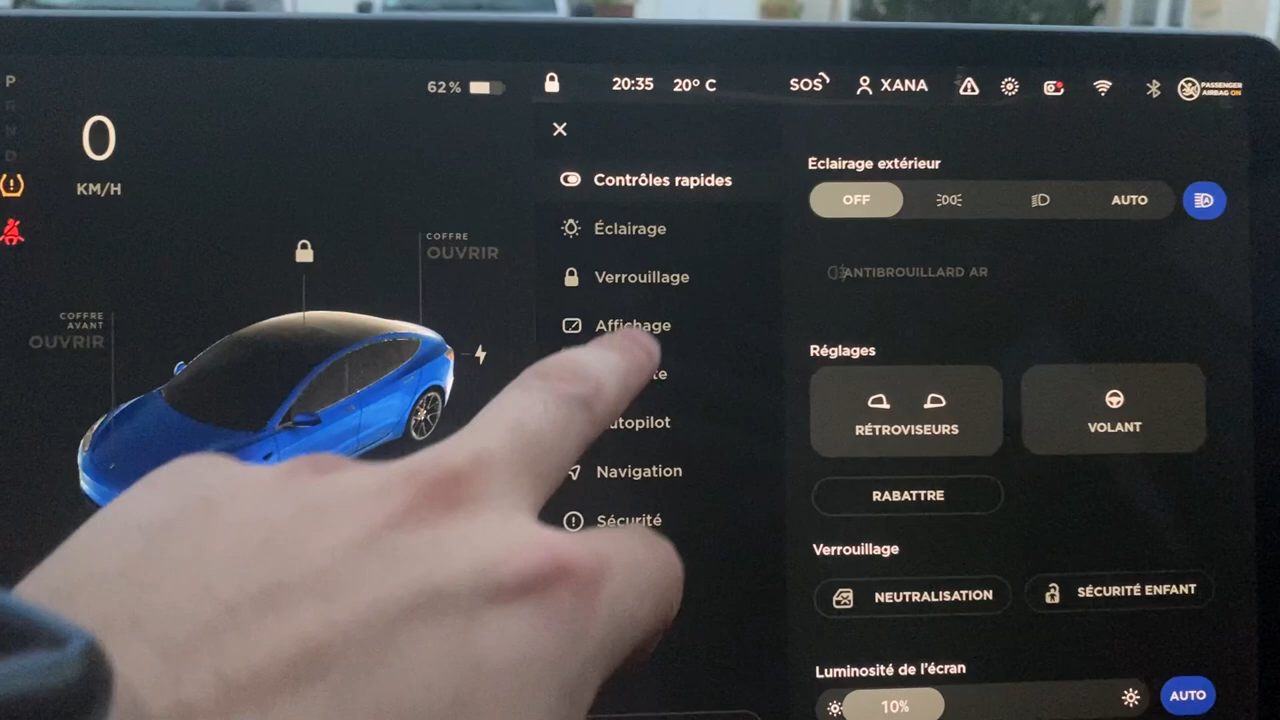 P
R
N
D
0
KM/H
62 %
20:35
20° C
SOS
XANA
PASSENGER
AIRBAG ON
COFFRE
OUVRIR
COFFRE
AVANT
OUVRIR
Contrôles rapides
Éclairage
Verrouillage
Affichage
te
utopilot
Navigation
Sécurité
Éclairage extérieur
OFF
AUTO
A
ANTIBROUILLARD AR
Réglages
RÉTROVISEURS
VOLANT
RABATTRE
Verrouillage
NEUTRALISATION
SÉCURITÉ ENFANT
Luminosité de l'écran
10%
AUTO